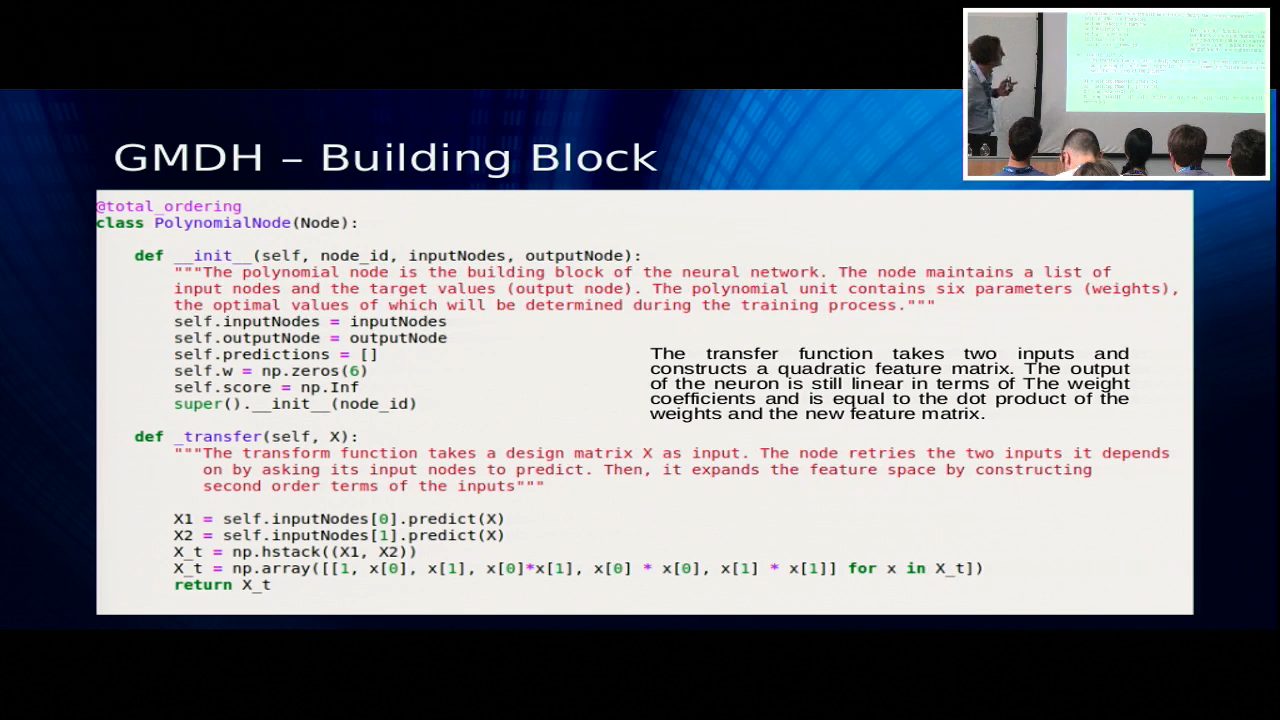 GMDH – Building Block
@total_ordering
class PolynomialNode(Node):
def __init__(self, node_id, inputNodes, outputNode):
"""The polynomial node is the building block of the neural network. The node maintains a list of
input nodes and the target values (output node). The polynomial unit contains six parameters (weights),
the optimal values of which will be determined during the training process."""
self.inputNodes = inputNodes
self.outputNode = outputNode
self.predictions = []
self.w = np.zeros(6)
self.score = np.Inf
super().__init__(node_id)
The transfer function takes two inputs and
constructs a quadratic feature matrix. The output
of the neuron is still linear in terms of The weight
coefficients and is equal to the dot product of the
weights and the new feature matrix.
def _transfer(self, X):
"""The transform function takes a design matrix X as input. The node retries the two inputs it depends
on by asking its input nodes to predict. Then, it expands the feature space by constructing
second order terms of the inputs"""
X1 = self.inputNodes[0].predict(X)
X2 = self.inputNodes[1].predict(X)
X_t = np.hstack((X1, X2))
X_t = np.array([[1, x[0], x[1], x[0]*x[1], x[0] * x[0], x[1] * x[1]] for x in X_t])
return X_t